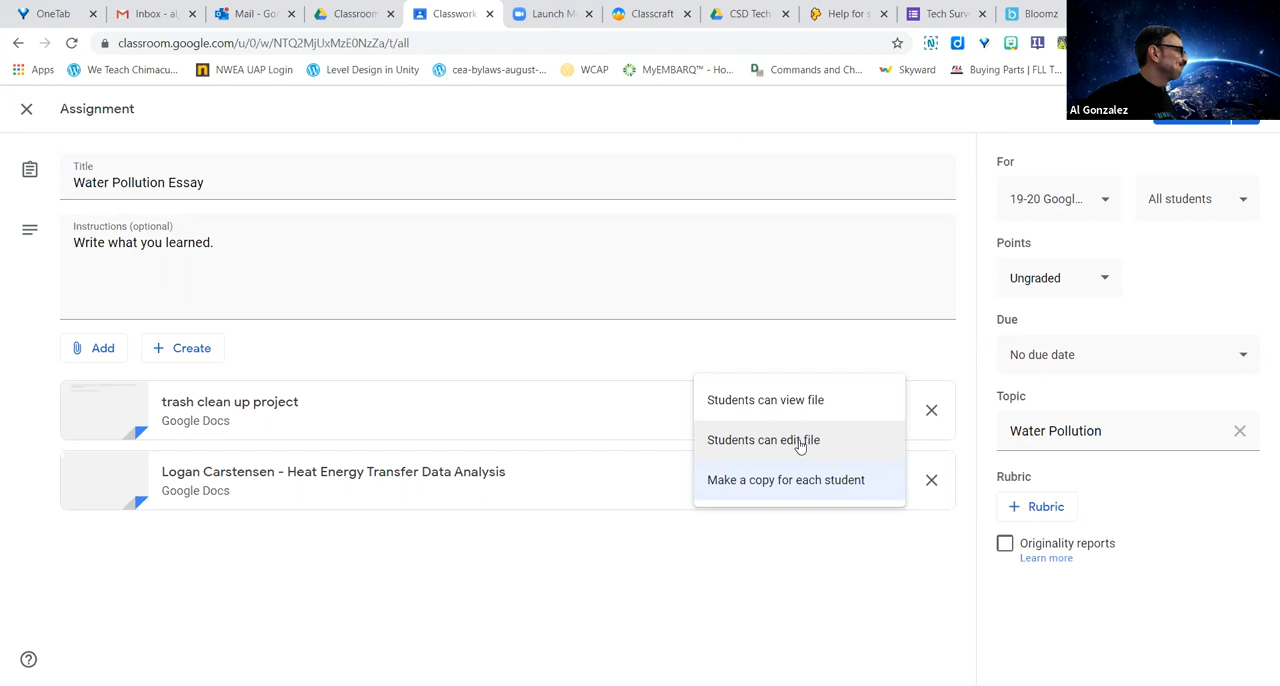 OneTab
Inbox - al
Mail - Gon
Classroom
Classwork
Launch M
Classcraft
CSD Tech
Help for s
Tech Surv
Bloomz
classroom.google.com/u/0/w/NTQ2MjUxMzE0NzZa/t/all
Apps
We Teach Chimacu...
NWEA UAP Login
Level Design in Unity
cea-bylaws-august-...
WCAP
MyEMBARQ™ - Ho...
Commands and Ch...
Skyward
Buying Parts | FLL T...
Al Gonzalez
Assignment
Title
Water Pollution Essay
Instructions (optional)
Write what you learned.
Add
Create
trash clean up project
Google Docs
Logan Carstensen - Heat Energy Transfer Data Analysis
Google Docs
Students can view file
Students can edit file
Make a copy for each student
For
19-20 Googl...
All students
Points
Ungraded
Due
No due date
Topic
Water Pollution
Rubric
Rubric
Originality reports
Learn more